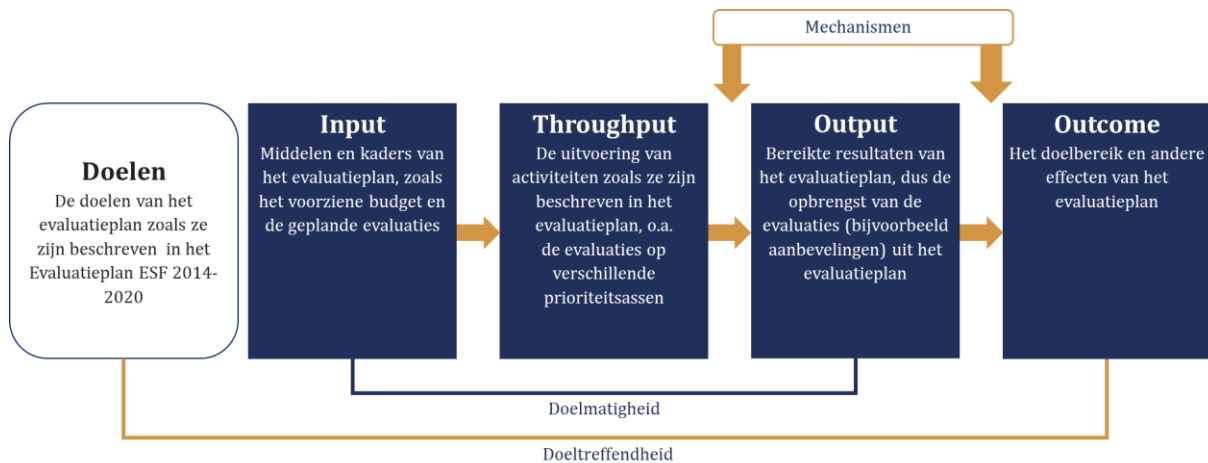 Mechanismen
Doelen
De doelen van het
evaluatieplan zoals ze
zijn beschreven in het
Evaluatieplan ESF 2014-
2020
Input
Middelen en kaders van
het evaluatieplan, zoals
het voorziene budget en
de geplande evaluaties
Throughput
De uitvoering van
activiteiten zoals ze zijn
beschreven in het
evaluatieplan, o.a.
de evaluaties op
verschillende
prioriteitsassen
Output
Bereikte resultaten van
het evaluatieplan, dus de
opbrengst van de
evaluaties (bijvoorbeeld
aanbevelingen) uit het
evaluatieplan
Outcome
Het doelbereik en andere
effecten van het
evaluatieplan
Doelmatigheid
Doeltreffendheid